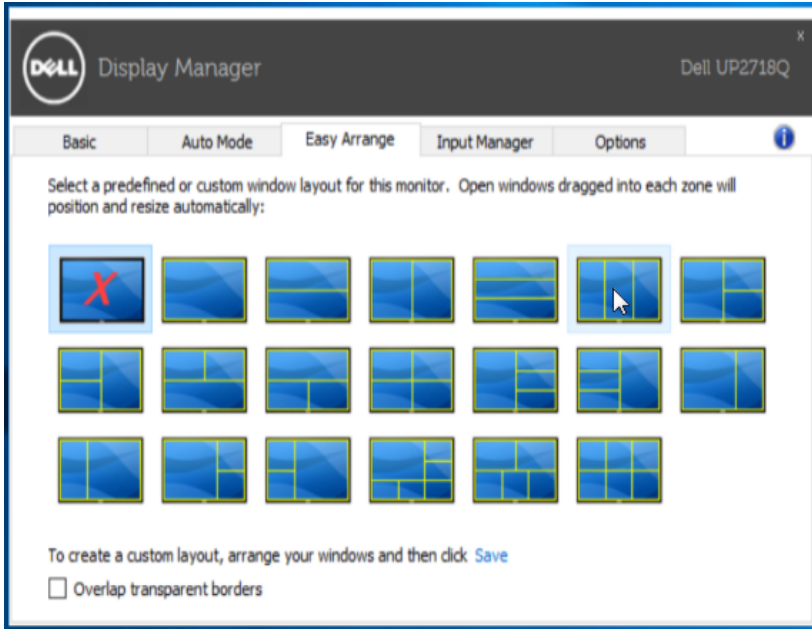 DELL Display Manager
x
Dell UP2718Q
Basic Auto Mode Easy Arrange Input Manager Options i
Select a predefined or custom window layout for this monitor. Open windows dragged into each zone will
position and resize automatically:
X
To create a custom layout, arrange your windows and then click Save
Overlap transparent borders